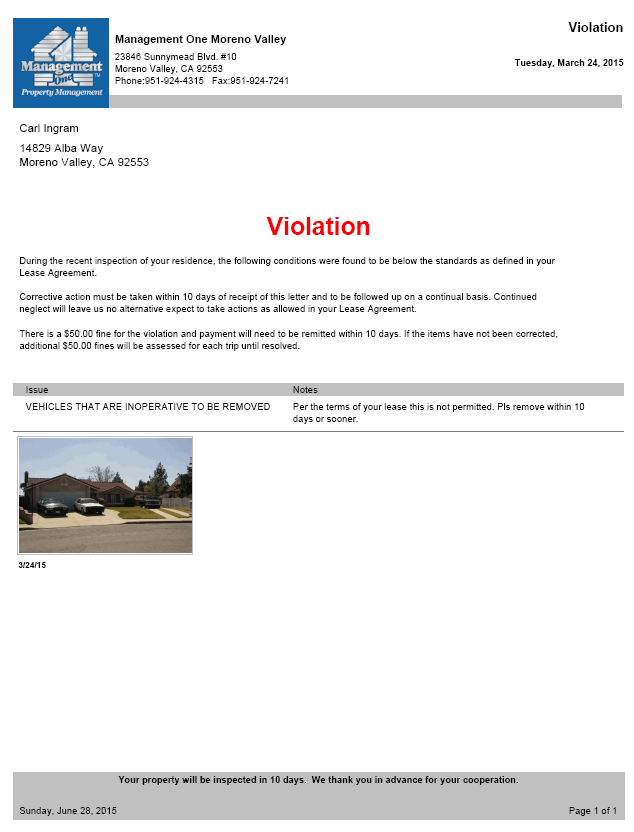 Violation
Management
One
TM
Property Management
Management One Moreno Valley
23846 Sunnymead Blvd. #10
Moreno Valley, CA 92553
Phone:951-924-4315 Fax:951-924-7241
Tuesday, March 24, 2015
Carl Ingram
14829 Alba Way
Moreno Valley, CA 92553
Violation
During the recent inspection of your residence, the following conditions were found to be below the standards as defined in your
Lease Agreement.
Corrective action must be taken within 10 days of receipt of this letter and to be followed up on a continual basis. Continued
neglect will leave us no alternative expect to take actions as allowed in your Lease Agreement.
There is a $50.00 fine for the violation and payment will need to be remitted within 10 days. If the items have not been corrected,
additional $50.00 fines will be assessed for each trip until resolved.
Issue Notes
VEHICLES THAT ARE INOPERATIVE TO BE REMOVED Per the terms of your lease this is not permitted. Pls remove within 10
days or sooner.
3/24/15
Your property will be inspected in 10 days. We thank you in advance for your cooperation.
Sunday, June 28, 2015 Page 1 of 1